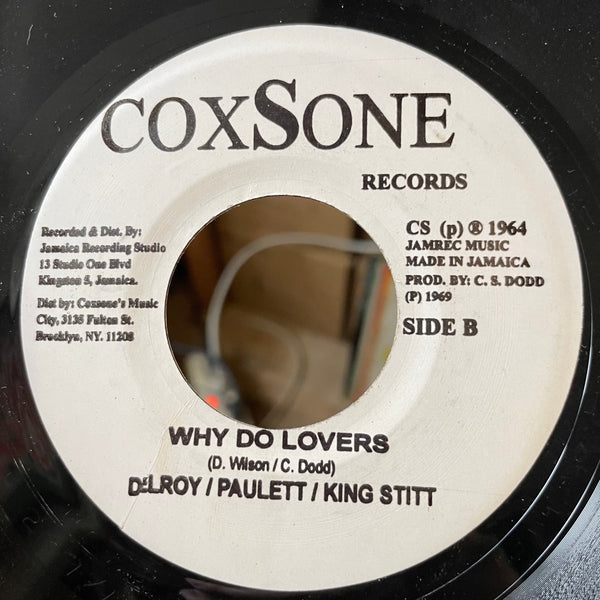 COXSONE
RECORDS
Recorded & Dist. By:
Jamaica Recording Studio
13 Studio One Blvd
Kingston 5, Jamaica.
Dist by: Coxsone's Music
City, 3135 Fulton St.
Brooklyn, NY. 11208
CS (p) ® 1964
JAMREC MUSIC
MADE IN JAMAICA
PROD. BY: C. S. DODD
(P) 1969
SIDE B
WHY DO LOVERS
(D. Wilson / C. Dodd)
DELROY / PAULETT / KING STITT